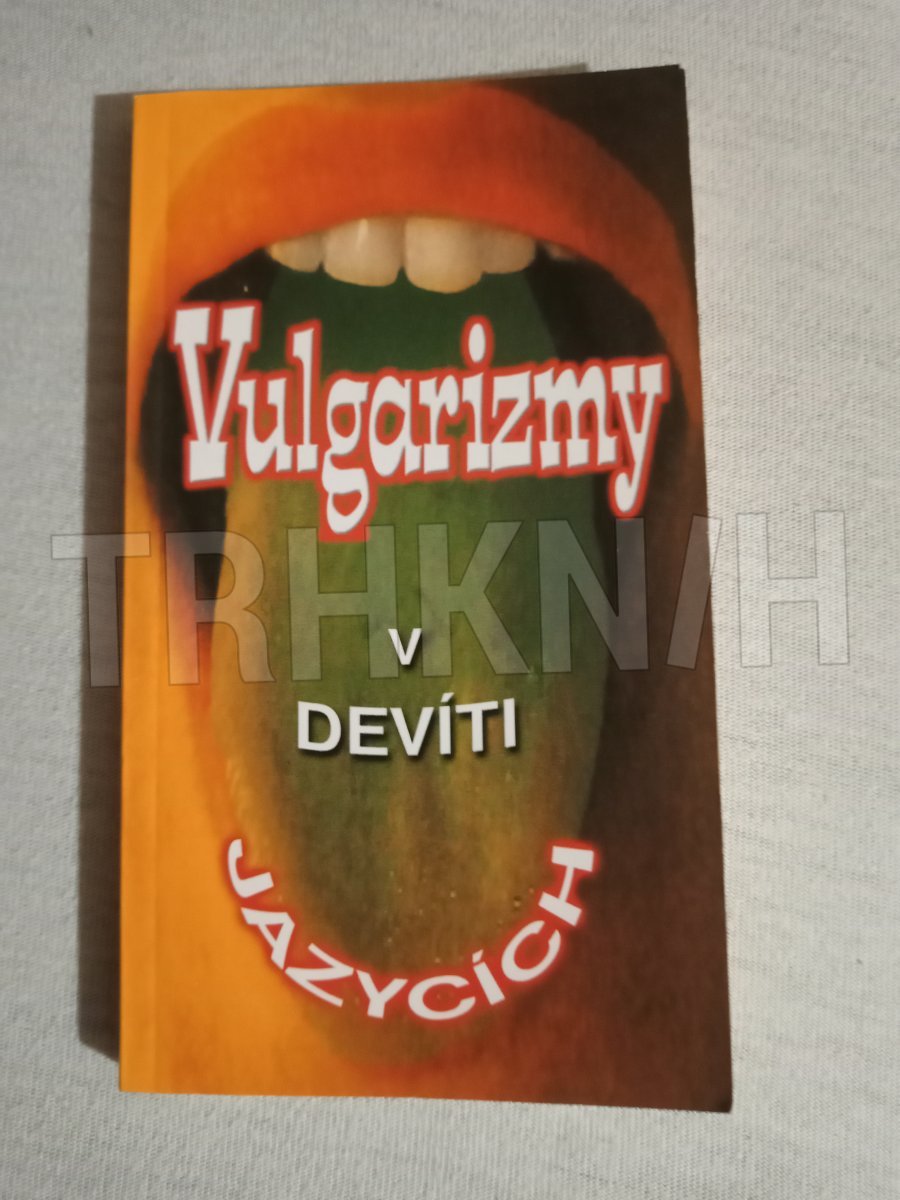 Vulgarizmy
TRHKNIH
V
DEVÍTI
JAZYCÍCH